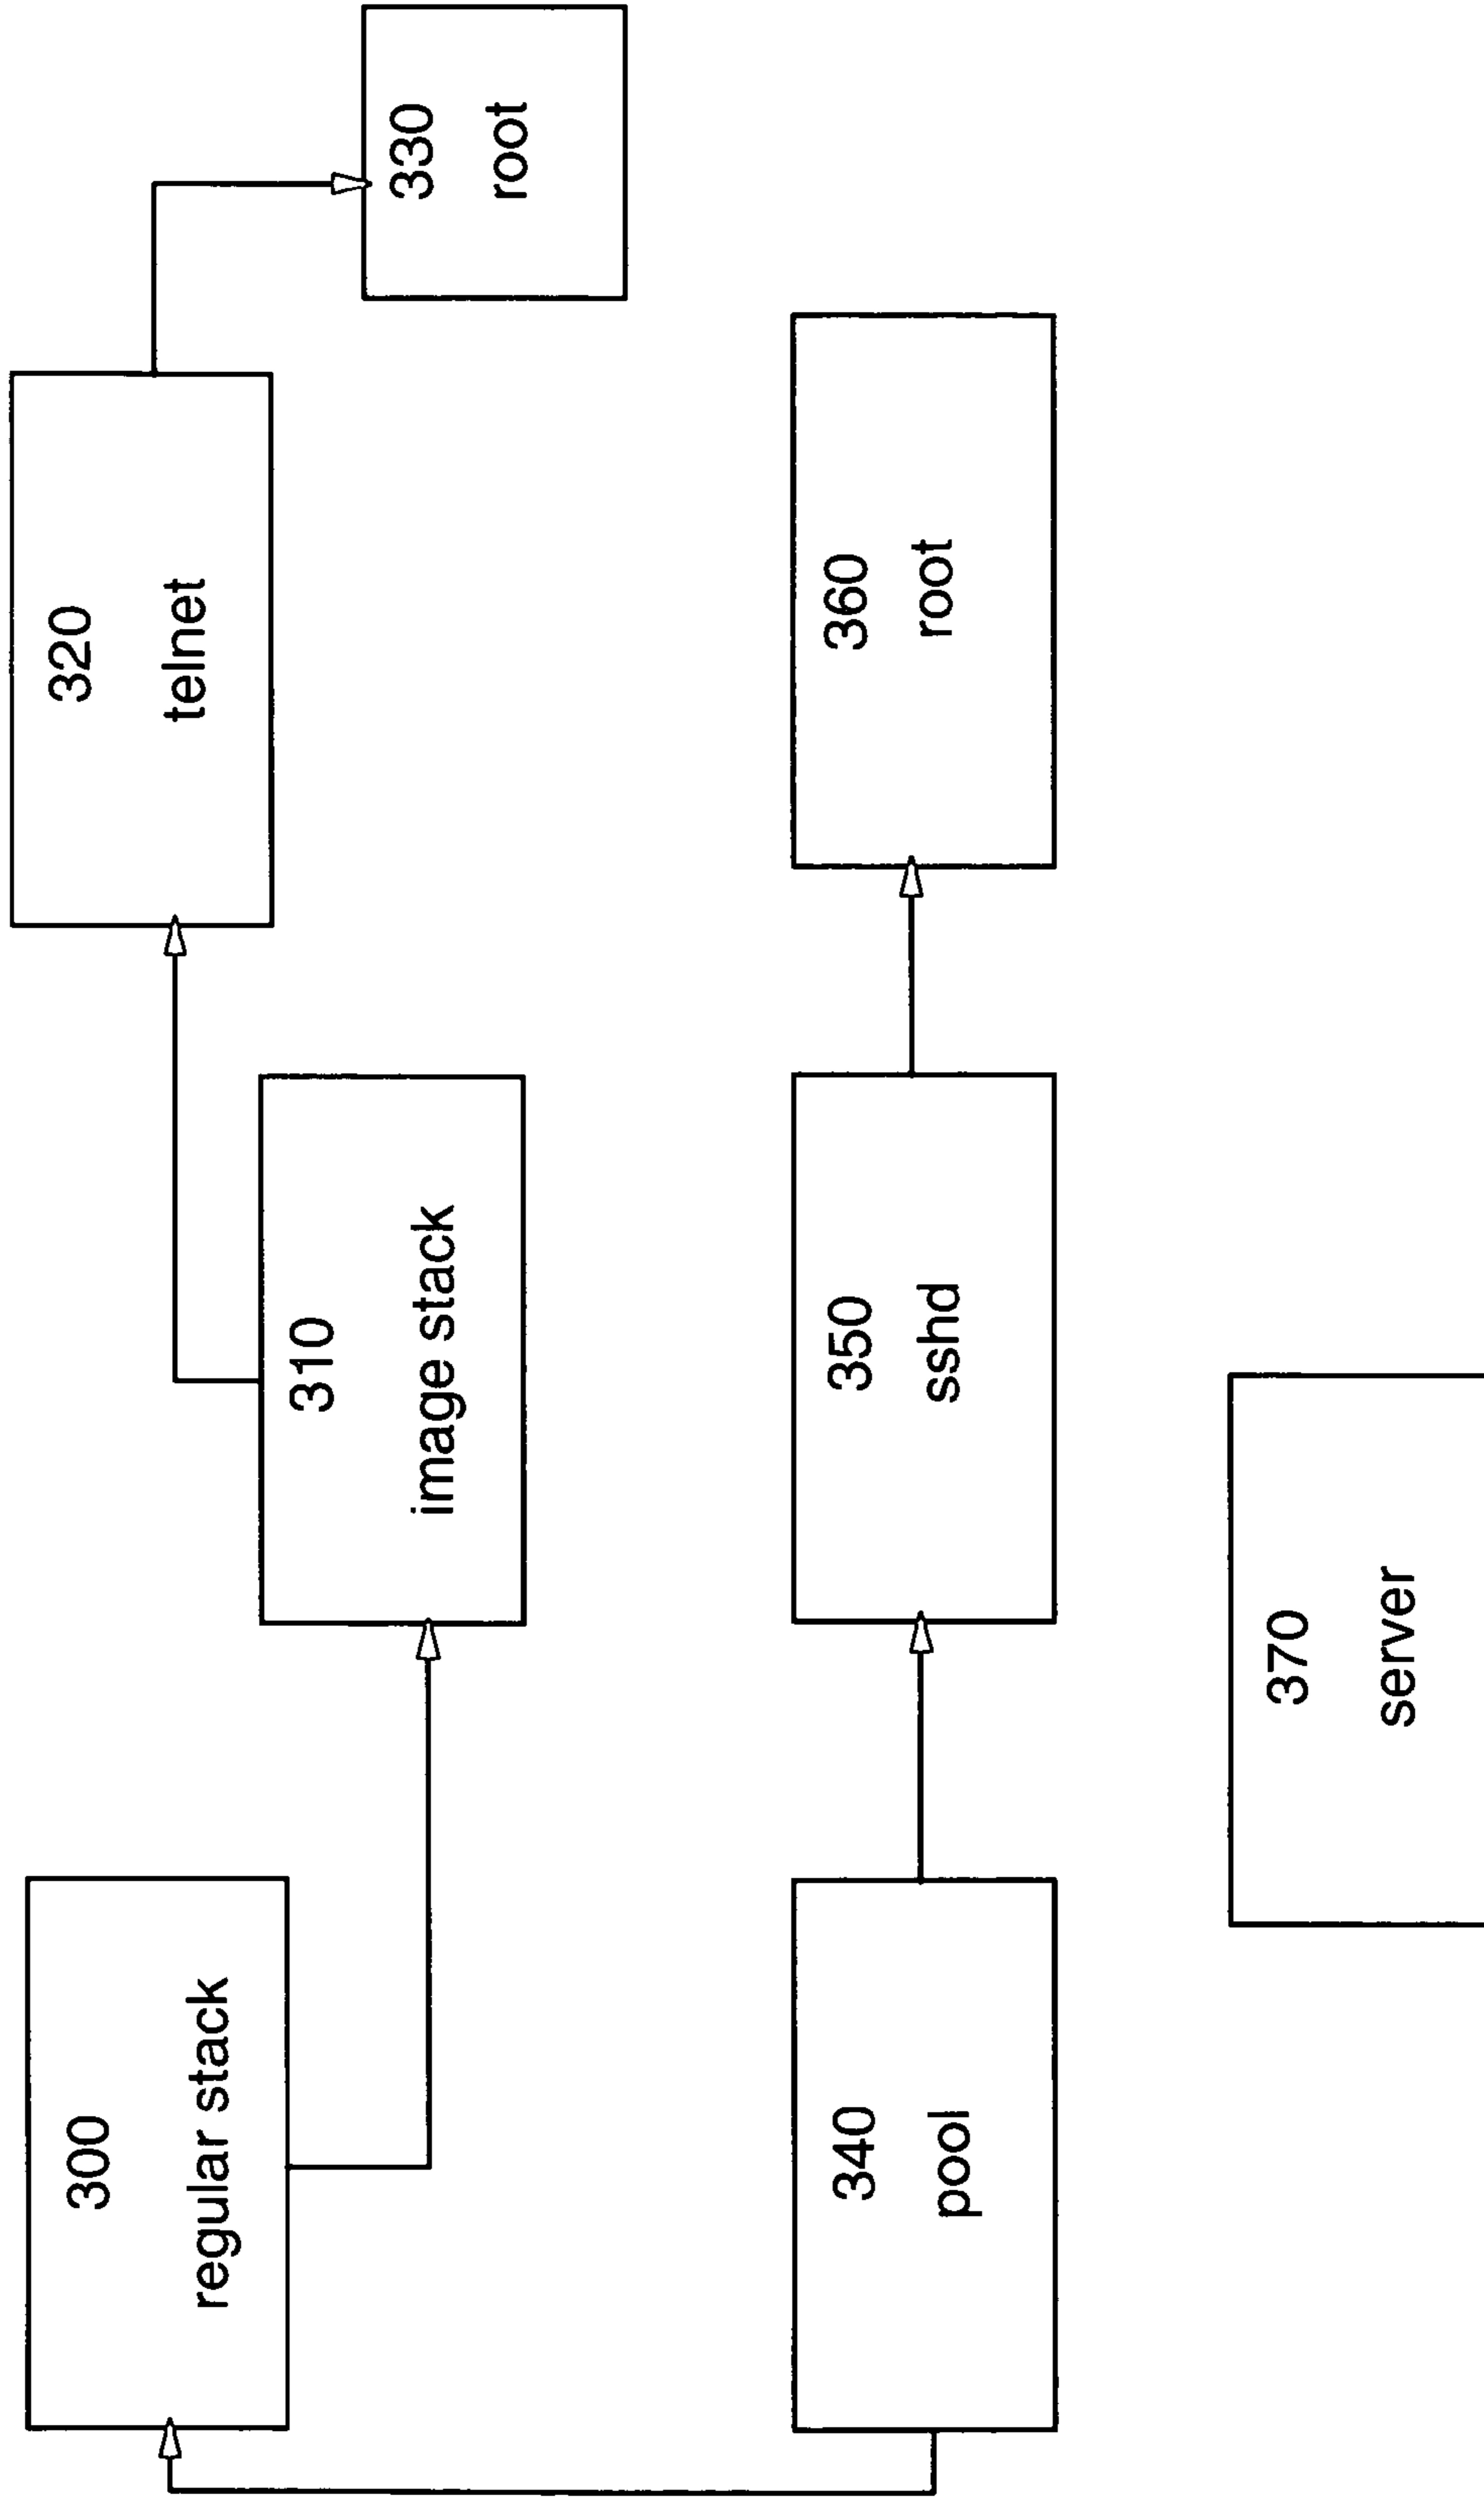 300
regular stack
310
image stack
320
telnet
330
root
340
pool
350
sshd
360
root
370
server